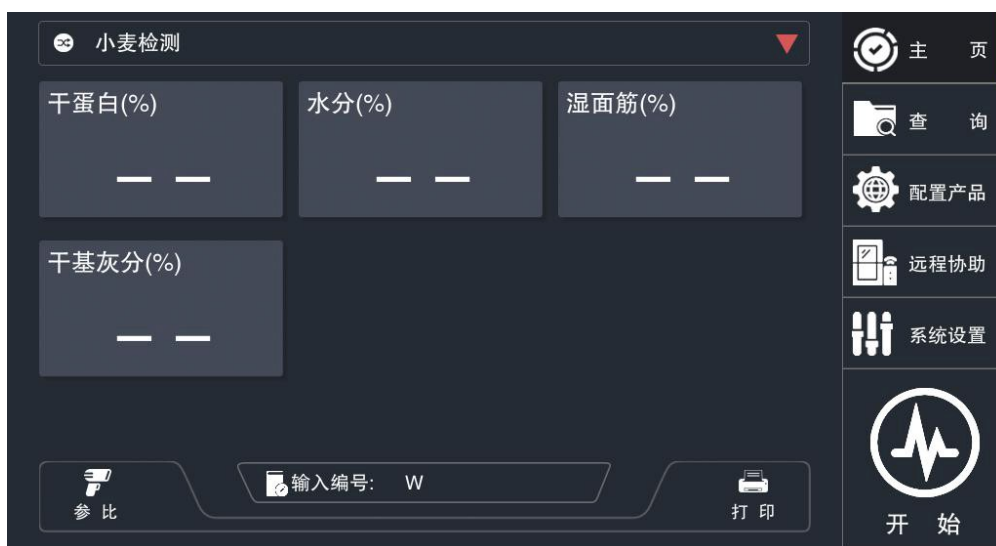 小麦检测
干蛋白(%)
水分(%)
湿面筋(%)
— —
— —
— —
干基灰分(%)
— —
参比
输入编号: W
打印
主页
查询
配置产品
远程协助
系统设置
开始